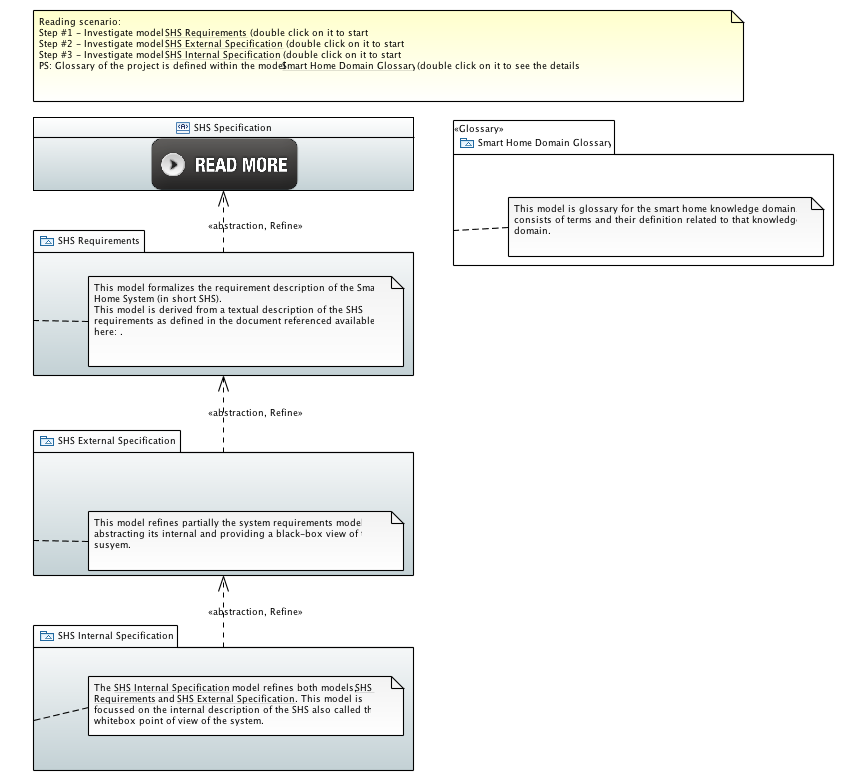 Reading scenario:
Step #1 - Investigate model SHS Requirements (double click on it to start
Step #2 - Investigate model SHS External Specification (double click on it to start
Step #3 - Investigate model SHS Internal Specification (double click on it to start
PS: Glossary of the project is defined within the model Smart Home Domain Glossary (double click on it to see the details
SHS Specification
READ MORE
«Glossary»
Smart Home Domain Glossary
This model is glossary for the smart home knowledge domain
consists of terms and their definition related to that knowledg
domain.
«abstraction, Refine»
SHS Requirements
This model formalizes the requirement description of the Sma
Home System (in short SHS).
This model is derived from a textual description of the SHS
requirements as defined in the document referenced available
here: .
«abstraction, Refine»
SHS External Specification
This model refines partially the system requirements mode
abstracting its internal and providing a black-box view of
susyem.
«abstraction, Refine»
SHS Internal Specification
The SHS Internal Specification model refines both models SHS
Requirements and SHS External Specification. This model is
focussed on the internal description of the SHS also called th
whitebox point of view of the system.